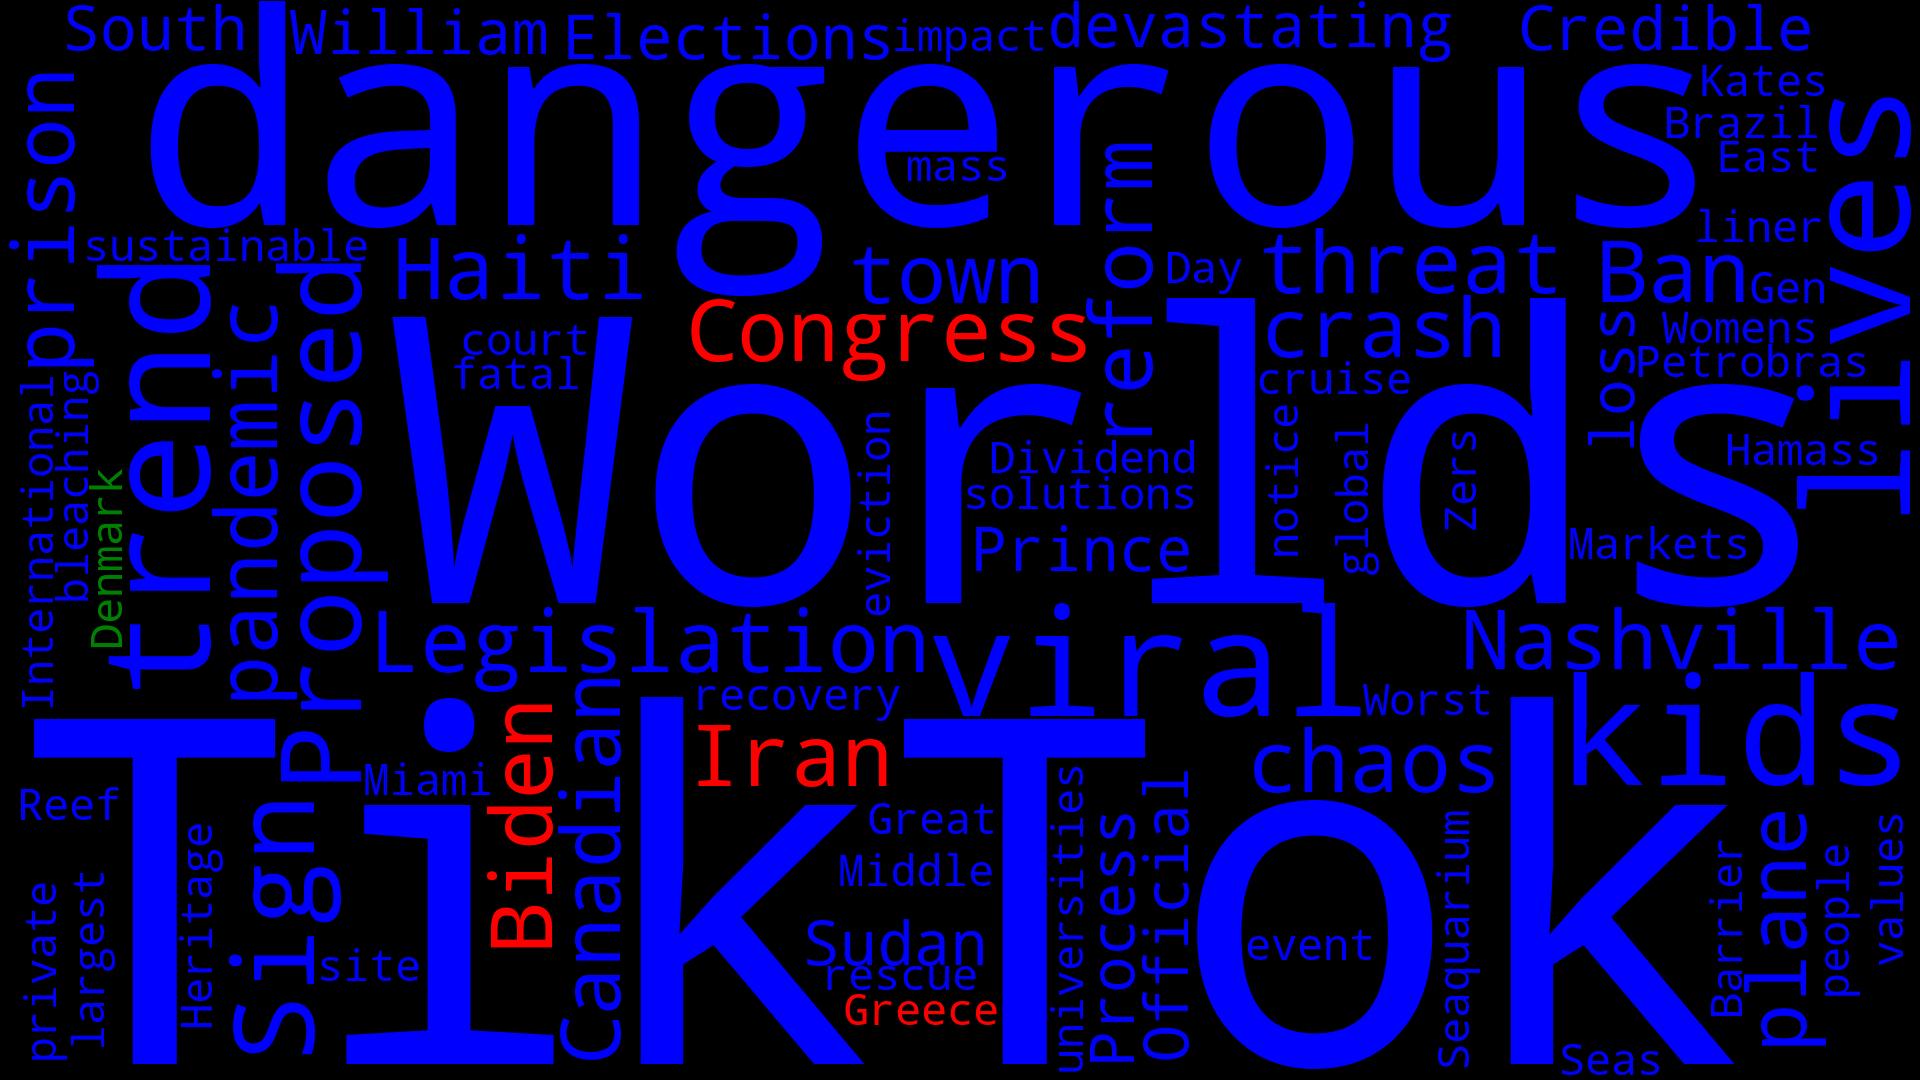 South
William
Elections
impact
devastating
Credible
dangerous
Kates
Brazil
East
mass
lives
prison
reform
sustainable
liner
Haiti
town
Day
threat
Ban
Gen
trend
Proposed
pandemic
Congress
crash
loss
Womens
Petrobras
court
fatal
Worlds
cruise
International
bleaching
Denmark
eviction
Dividend
solutions
notice
global
Zers
Hamass
Prince
Markets
Legislation
viral
Nashville
recovery
Worst
kids
Biden
Canadian
Iran
chaos
Miami
TikTok
Reef
Sign
Heritage
Great
Middle
universities
Process
Official
Seaquarium
Barrier
plane
people
values
private
largest
site
Sudan
rescue
Greece
event
Seas